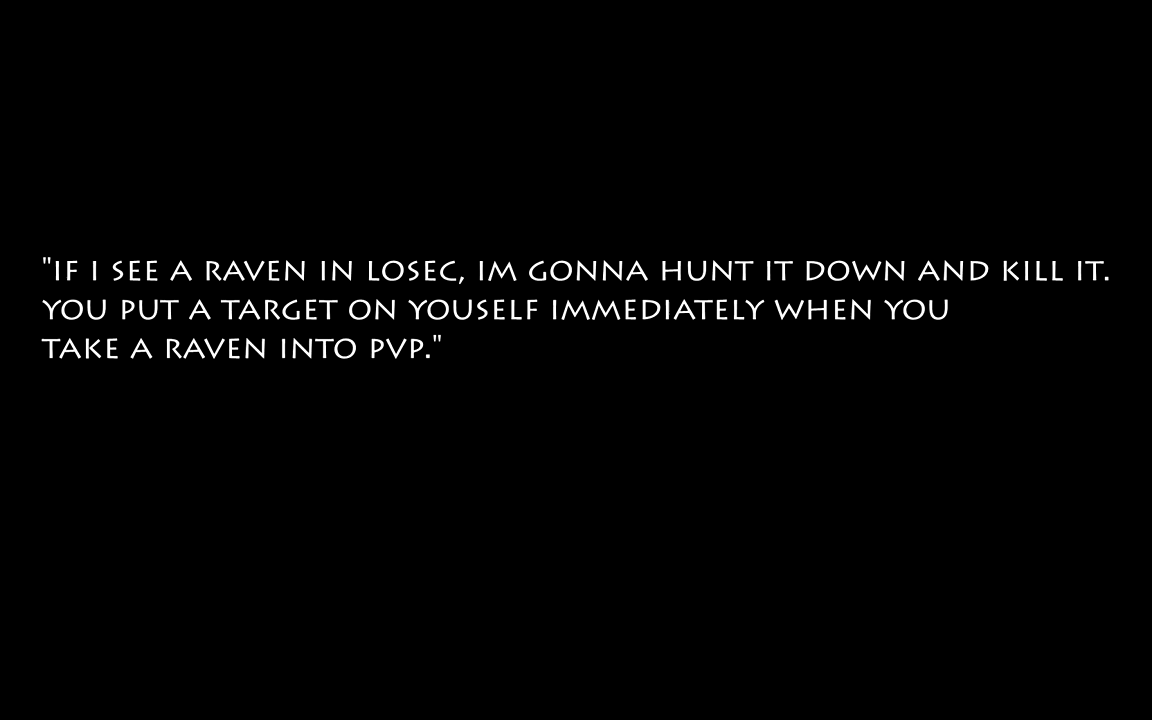 "IF I SEE A RAVEN IN LOSEC, IM GONNA HUNT IT DOWN AND KILL IT.
YOU PUT A TARGET ON YOUSELF IMMEDIATELY WHEN YOU
TAKE A RAVEN INTO PVP."